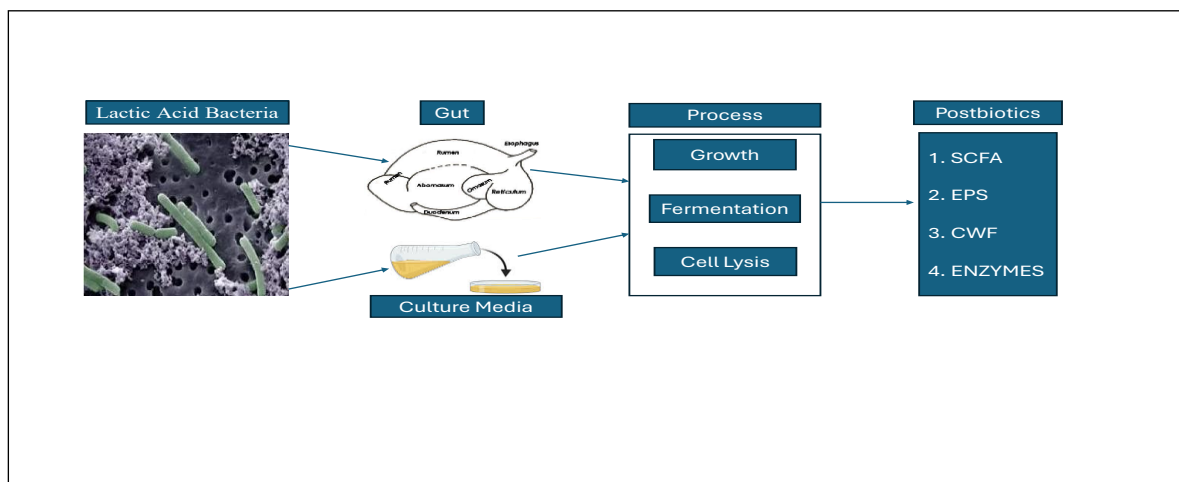 Lactic Acid Bacteria
Gut
Esophagus
Rumen
Rumen
Abomasum
Omasum
Reticulum
Duodenum
Culture Media
Process
Growth
Fermentation
Cell Lysis
Postbiotics
1. SCFA
2. EPS
3. CWF
4. ENZYMES